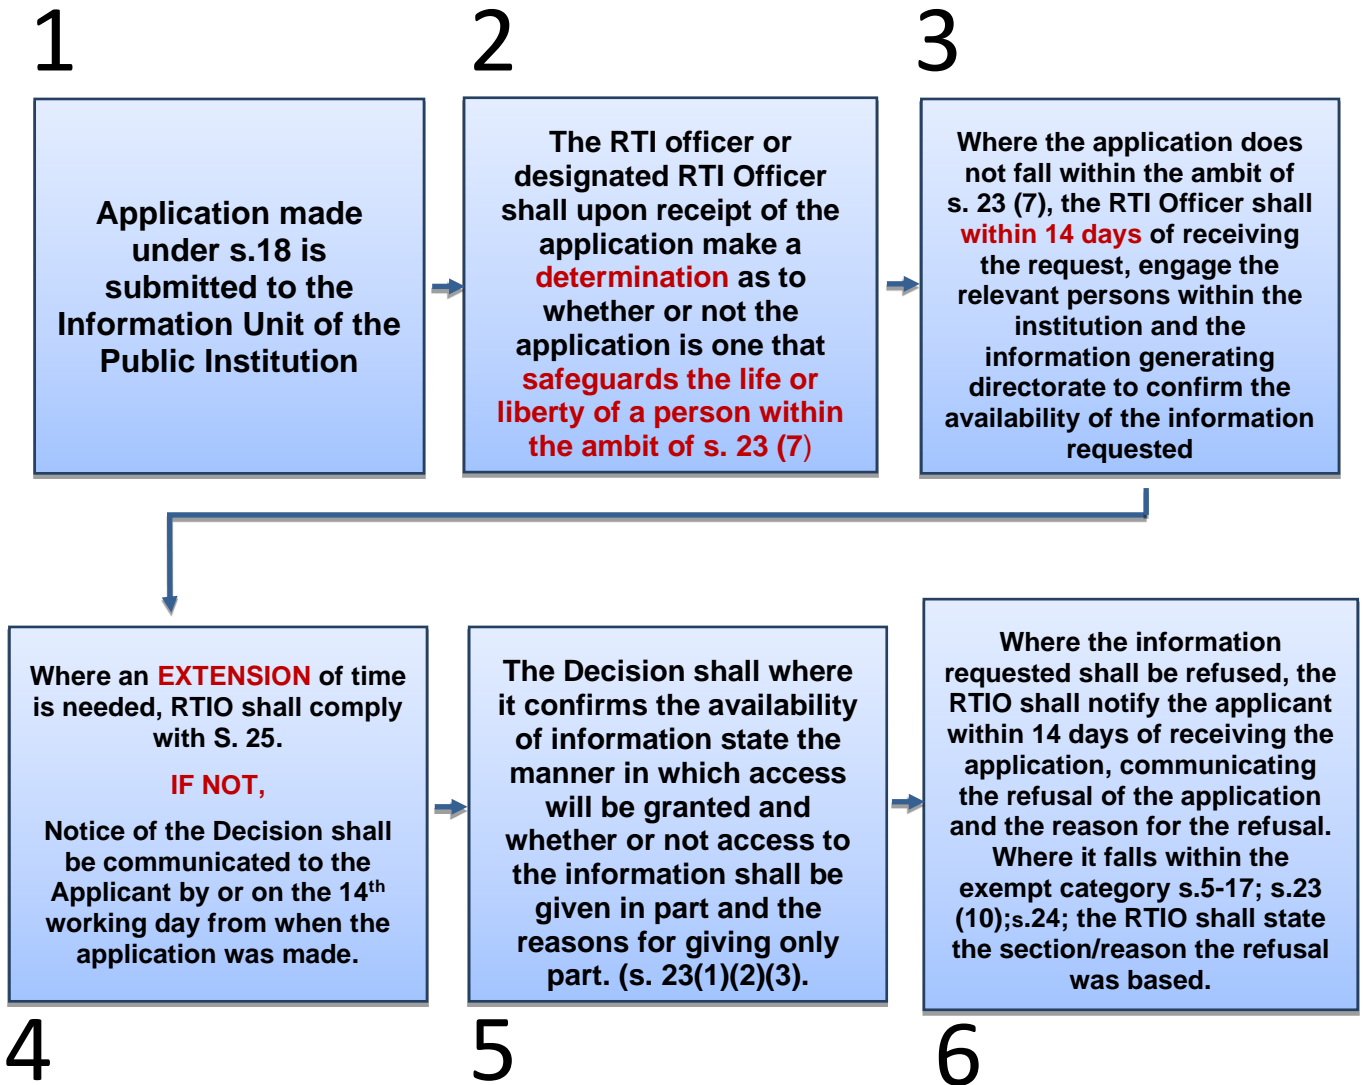 1
2
3
Application made
under s.18 is
submitted to the
Information Unit of the
Public Institution
The RTI officer or
designated RTI Officer
shall upon receipt of the
application make a
determination as to
whether or not the
application is one that
safeguards the life or
liberty of a person within
the ambit of s. 23 (7)
Where the application does
not fall within the ambit of
s. 23 (7), the RTI Officer shall
within 14 days of receiving
the request, engage the
relevant persons within the
institution and the
information generating
directorate to confirm the
availability of the information
requested
Where an EXTENSION of time
is needed, RTIO shall comply
with S. 25.
IF NOT,
Notice of the Decision shall
be communicated to the
Applicant by or on the 14th
working day from when the
application was made.
The Decision shall where
it confirms the availability
of information state the
manner in which access
will be granted and
whether or not access to
the information shall be
given in part and the
reasons for giving only
part. (s. 23(1)(2)(3).
Where the information
requested shall be refused, the
RTIO shall notify the applicant
within 14 days of receiving the
application, communicating
the refusal of the application
and the reason for the refusal.
Where it falls within the
exempt category s.5-17; s.23
(10);s.24; the RTIO shall state
the section/reason the refusal
was based.
4
5
6